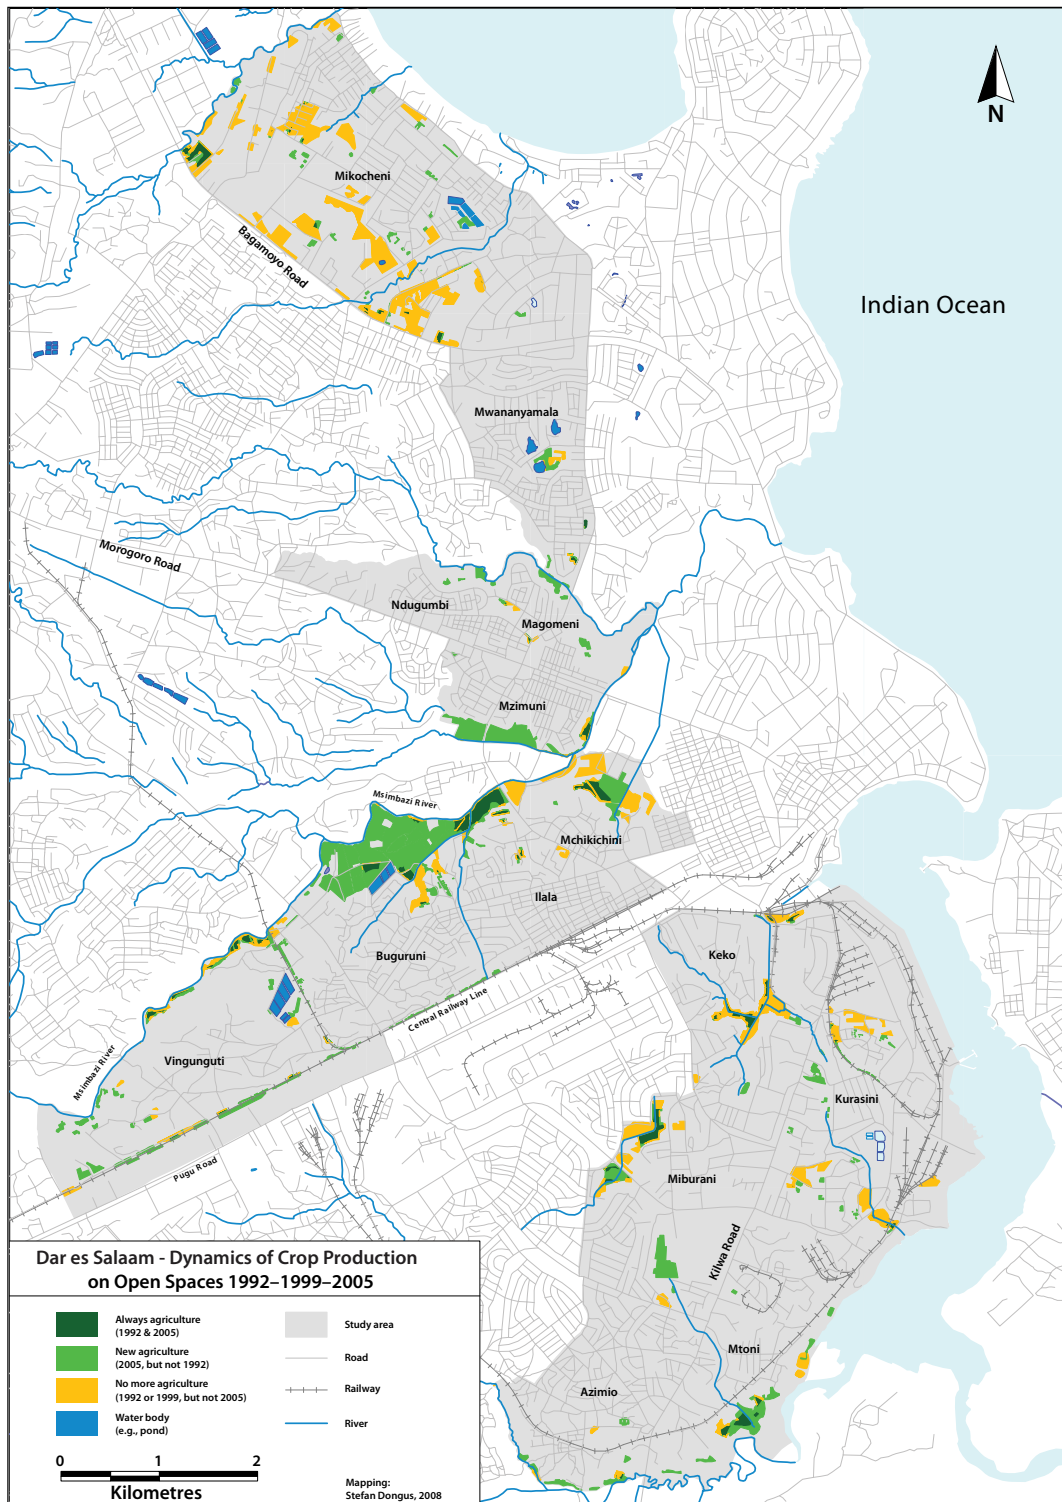 N
Mikocheni
Bagamoyo Road
Indian Ocean
Mwananyamala
Morogoro Road
Ndugumbi
Magomeni
Mzimuni
Msimbazi River
Mchikichini
Ilala
Buguruni
Keko
Central Railway Line
Msimbazi River
Vingunguti
Kurasini
Pugu Road
Miburani
Kilwa Road
Mtoni
Azimio
Dar es Salaam - Dynamics of Crop Production
on Open Spaces 1992–1999–2005
Always agriculture
(1992 & 2005)
New agriculture
(2005, but not 1992)
No more agriculture
(1992 or 1999, but not 2005)
Water body
(e.g., pond)
Study area
Road
Railway
River
0 1 2
Kilometres
Mapping:
Stefan Dongus, 2008